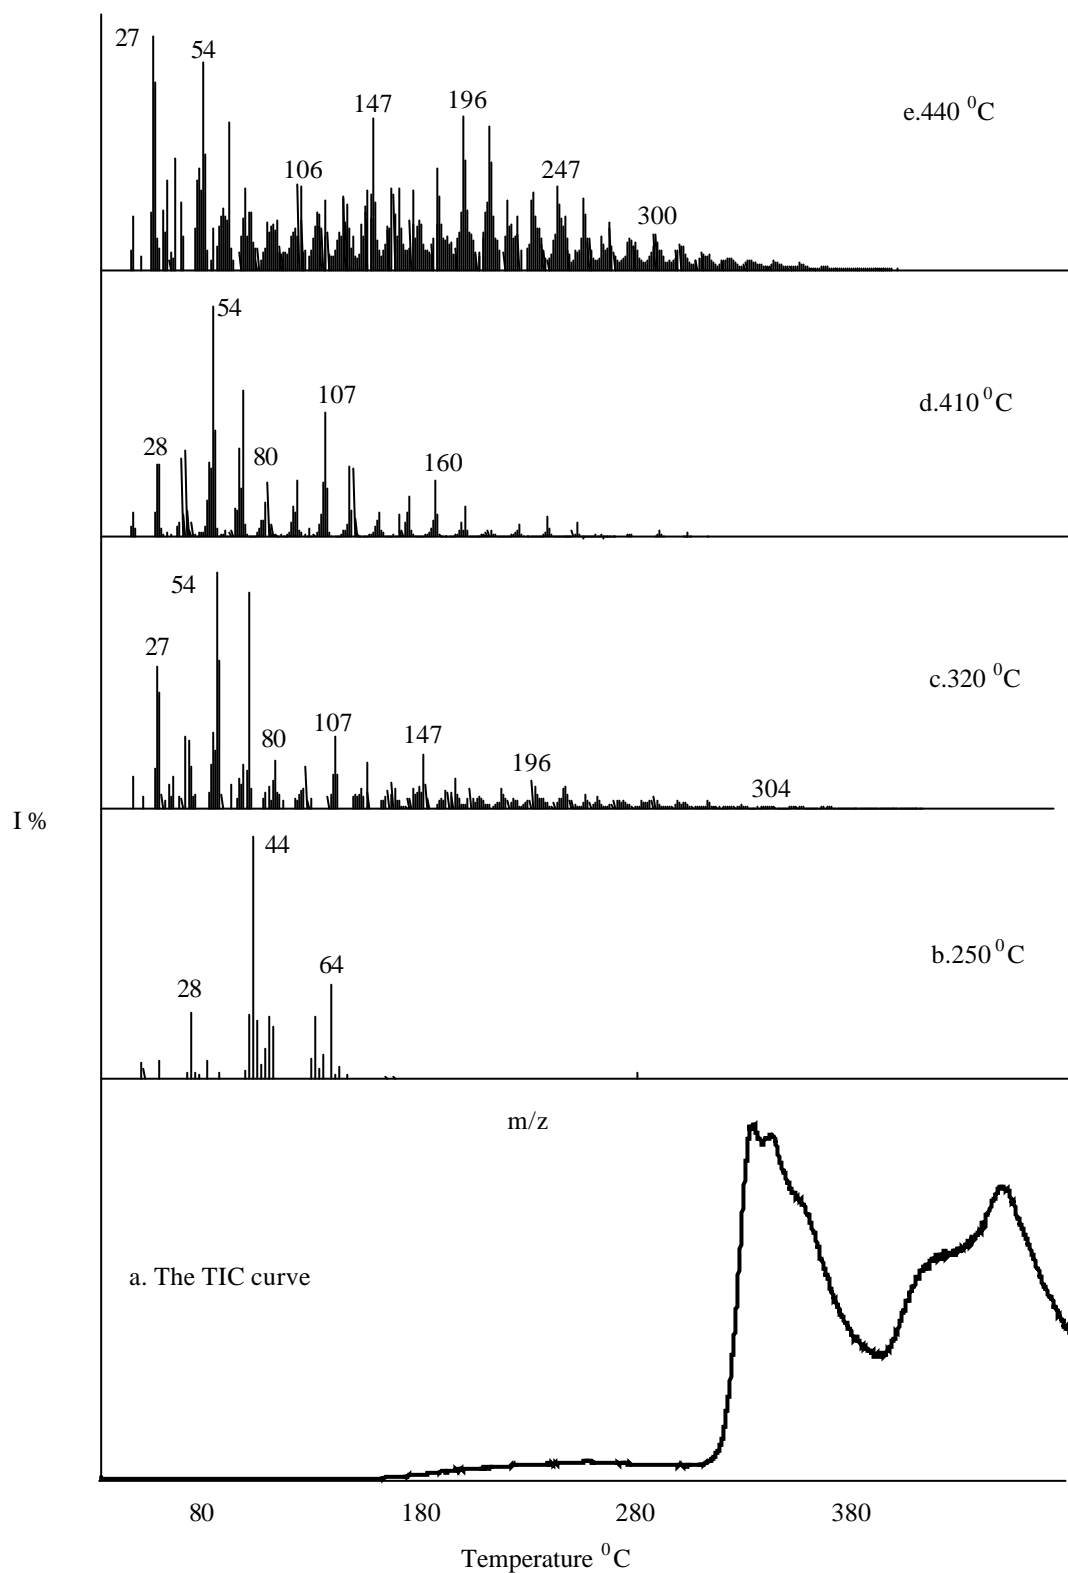 27
54
147
196
e.440 ⁰C
106
247
300
54
107
d.410 ⁰C
28
80
160
54
27
c.320 ⁰C
80
107
147
196
304
I %
44
b.250 ⁰C
28
64
m/z
a. The TIC curve
80 180 280 380
Temperature ⁰C